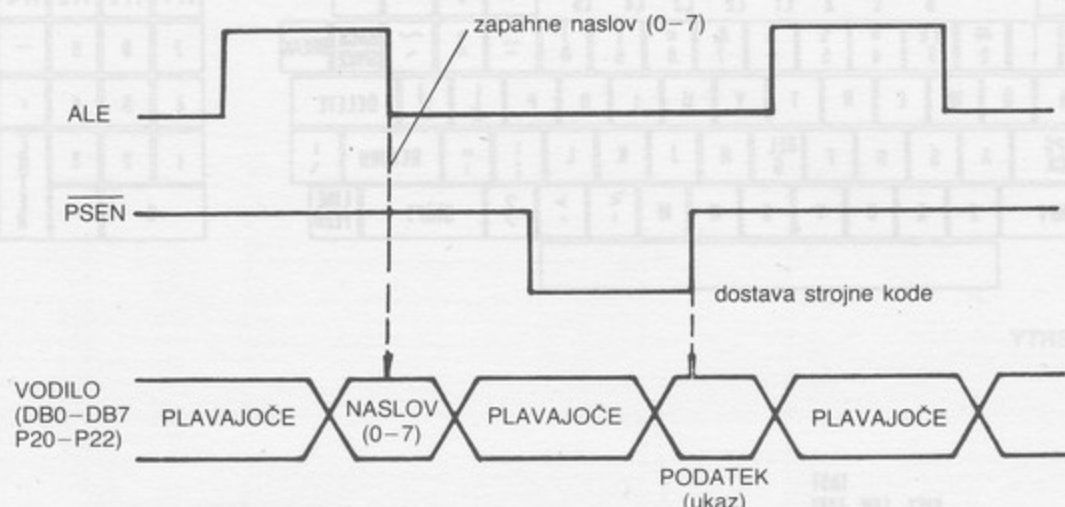 zapahne naslov (0–7)
ALE
PSEN
dostava strojne kode
VODILO
(DB0–DB7
P20–P22)
PLAVAJOČE
NASLOV
(0–7)
PLAVAJOČE
PLAVAJOČE
PODATEK
(ukaz)